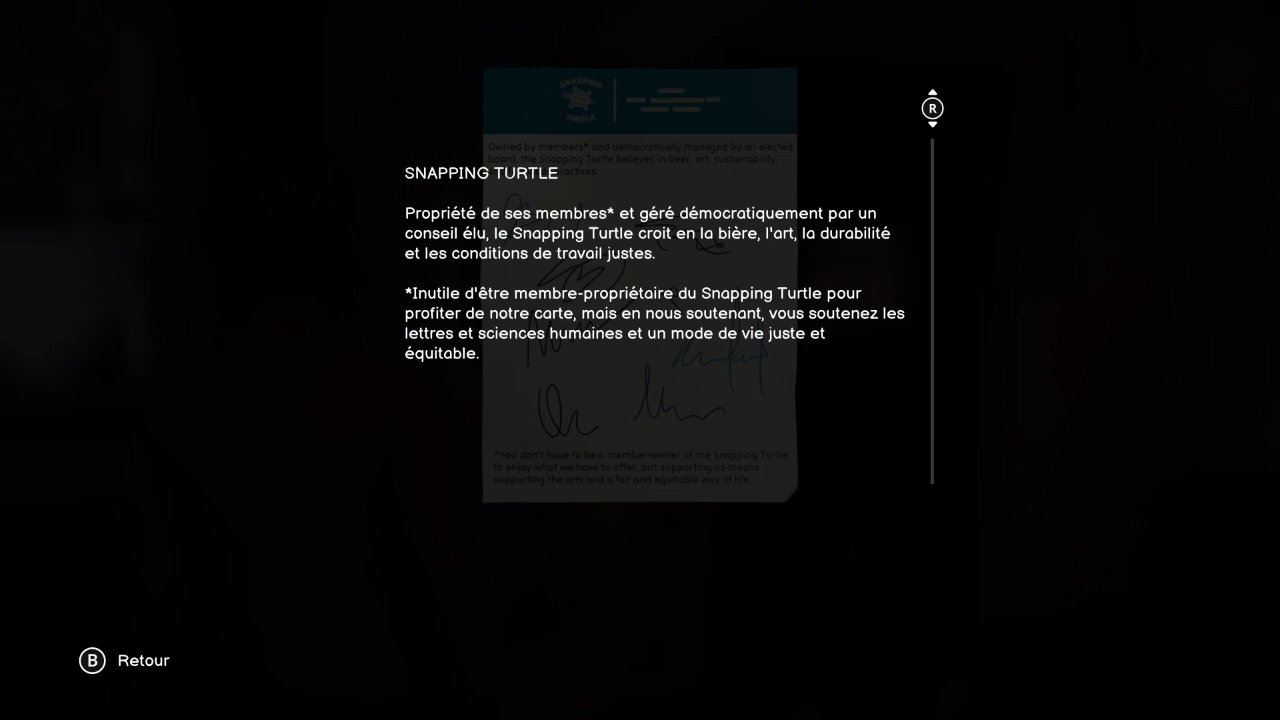 SNAPPING
TURTLE
Owned by members* and democratically managed by an elected
board, the Snapping Turtle believes in beer, art, sustainability,
practices.
R
SNAPPING TURTLE
Propriété de ses membres* et géré démocratiquement par un
conseil élu, le Snapping Turtle croit en la bière, l'art, la durabilité
et les conditions de travail justes.
*Inutile d'être membre-propriétaire du Snapping Turtle pour
profiter de notre carte, mais en nous soutenant, vous soutenez les
lettres et sciences humaines et un mode de vie juste et
équitable.
*You don't have to be a member-owner of the Snapping Turtle
to enjoy what we have to offer, but supporting us means
supporting the arts and a fair and equitable way of life.
B Retour